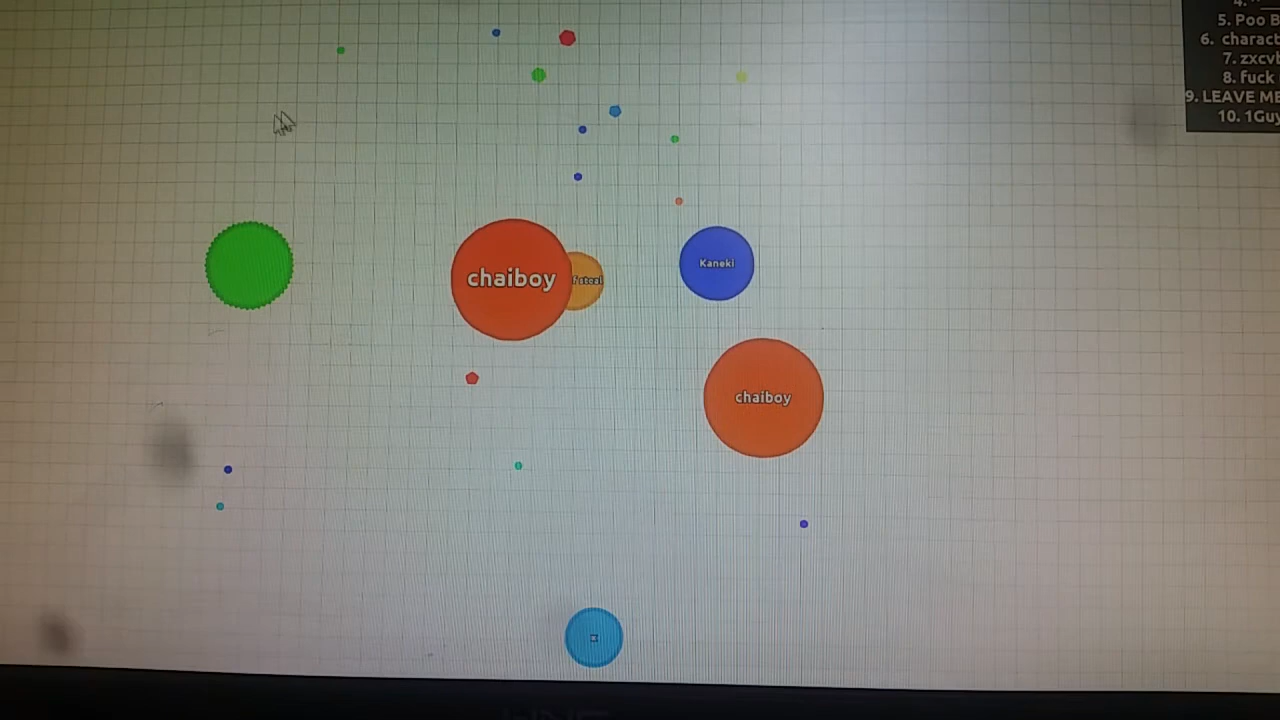 5. Poo B
6. charact
7. zxcvb
8. fuck
9. LEAVE ME
10. 1Guy
Kaneki
chaiboy
chaiboy